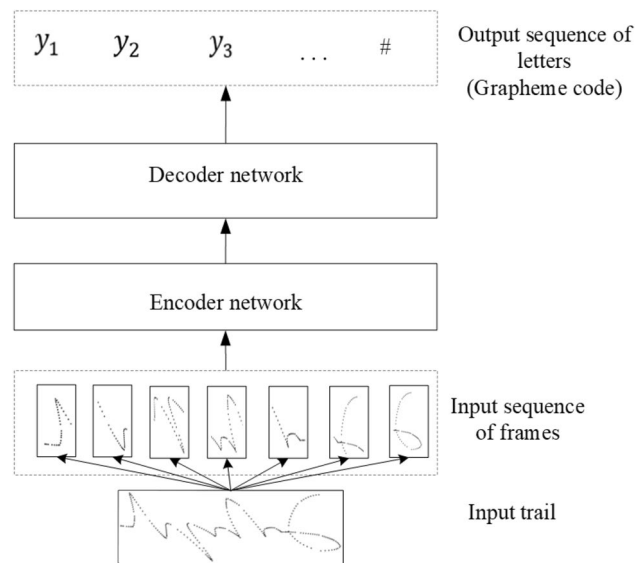 y₁ y₂ y₃ ... #
Output sequence of
letters
(Grapheme code)
Decoder network
Encoder network
Input sequence
of frames
Input trail